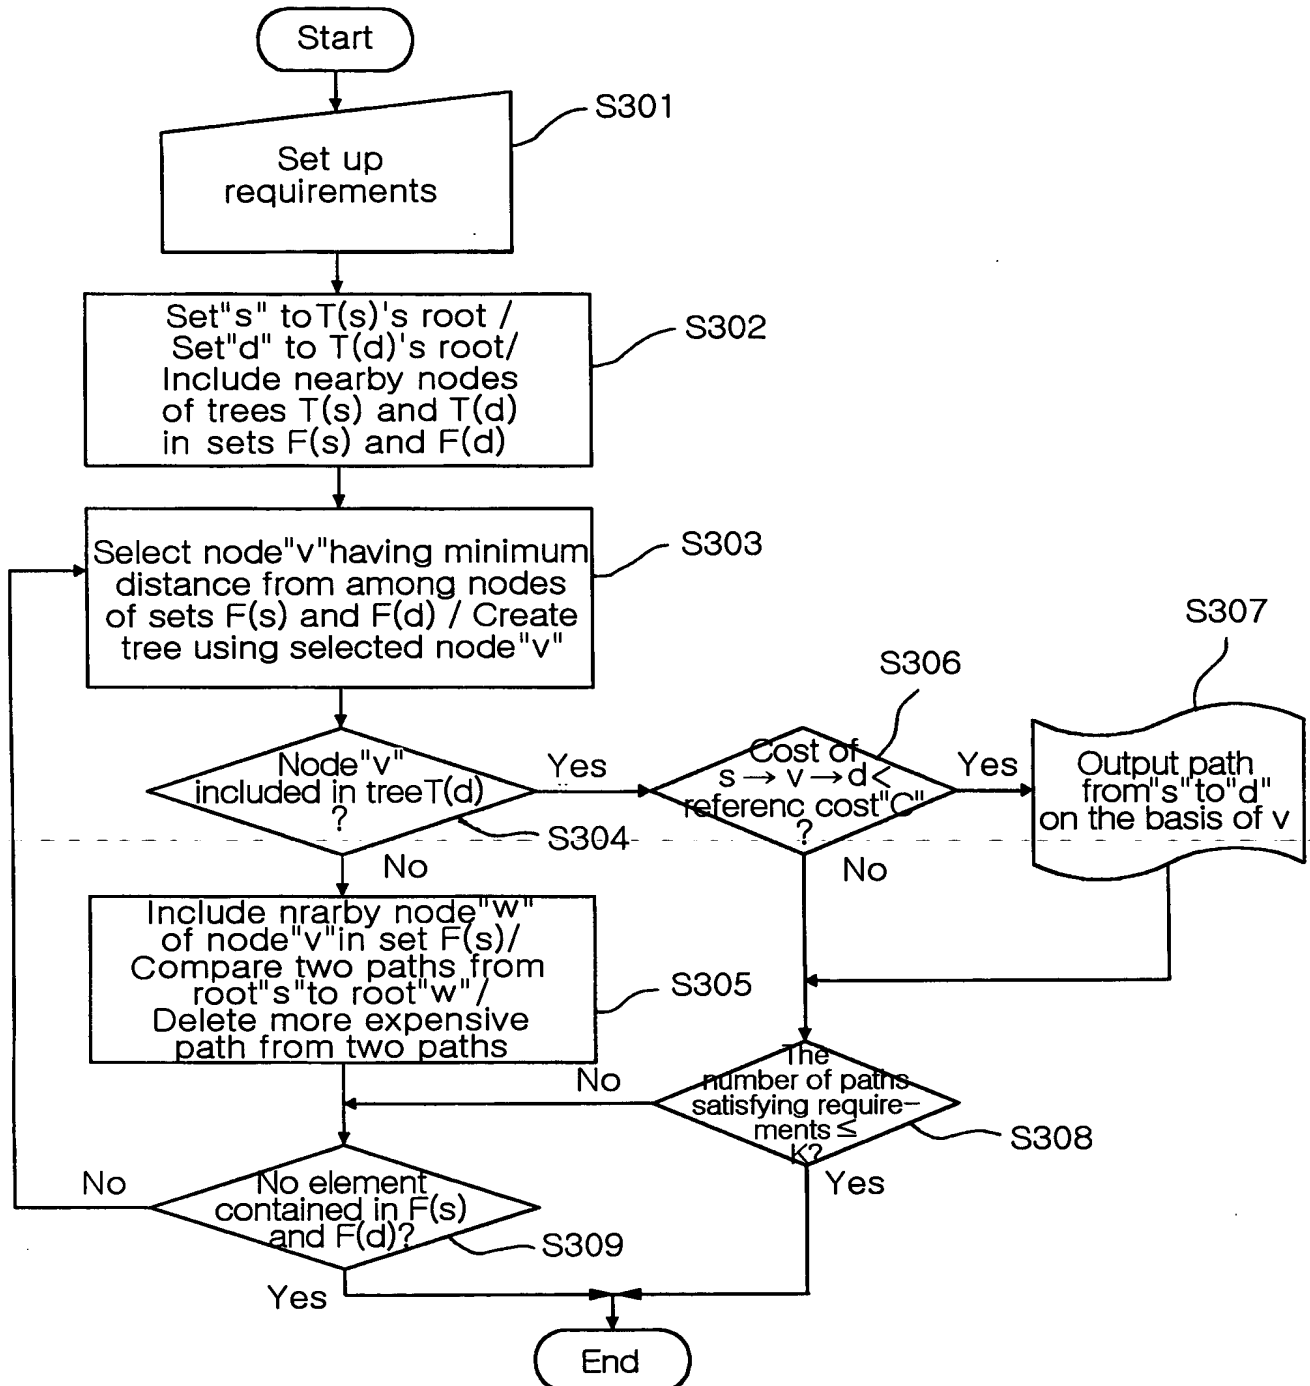 Start
S301
Set up
requirements
Set"s" to T(s)'s root /
Set"d" to T(d)'s root/
Include nearby nodes
of trees T(s) and T(d)
in sets F(s) and F(d)
S302
Select node"v"having minimum
distance from among nodes
of sets F(s) and F(d) / Create
tree using selected node"v"
S303
Node"v"
included in treeT(d)
?
S304
Yes
No
Cost of
s → v → d <
referenc cost"C"
?
S306
Yes
No
Output path
from"s"to"d"
on the basis of v
S307
Include nrarby node"w"
of node"v"in set F(s)/
Compare two paths from
root"s"to root"w"/
Delete more expensive
path from two paths
S305
The
number of paths
satisfying require-
ments ≤
K?
S308
No
Yes
No element
contained in F(s)
and F(d)?
S309
No
Yes
End